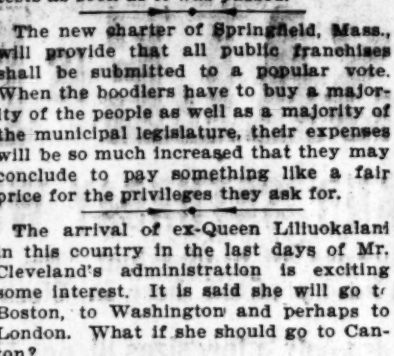 The new charter of Springfield, Mass.,
will provide that all public franchises
shall be submitted to a popular vote.
When the boodlers have to buy a major-
ity of the people as well as a majority of
the municipal legislature, their expenses
will be so much increased that they may
conclude to pay something like a fair
price for the privileges they ask for.
The arrival of ex-Queen Liliuokalani
in this country in the last days of Mr.
Cleveland's administration is exciting
some interest. It is said she will go to
Boston, to Washington and perhaps to
London. What if she should go to Can-
ton?